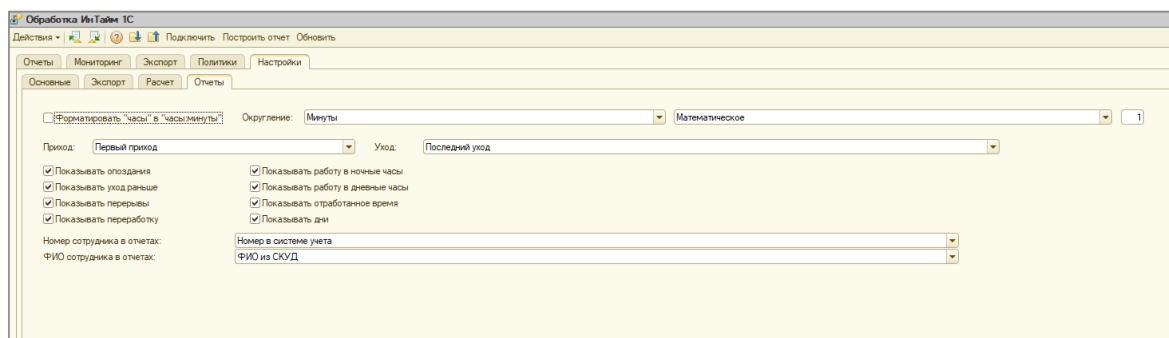 Обработка ИнТайм 1С
Действия Подключить Построить отчет Обновить
Отчеты Мониторинг Экспорт Политики Настройки
Основные Экспорт Расчет Отчеты
Форматировать "часы" в "часы:минуты" Округление: Минуты Математическое 1
Приход: Первый приход Уход: Последний уход
Показывать опоздания Показывать работу в ночные часы
Показывать уход раньше Показывать работу в дневные часы
Показывать перерывы Показывать отработанное время
Показывать переработку Показывать дни
Номер сотрудника в отчетах: Номер в системе учета
ФИО сотрудника в отчетах: ФИО из СКУД